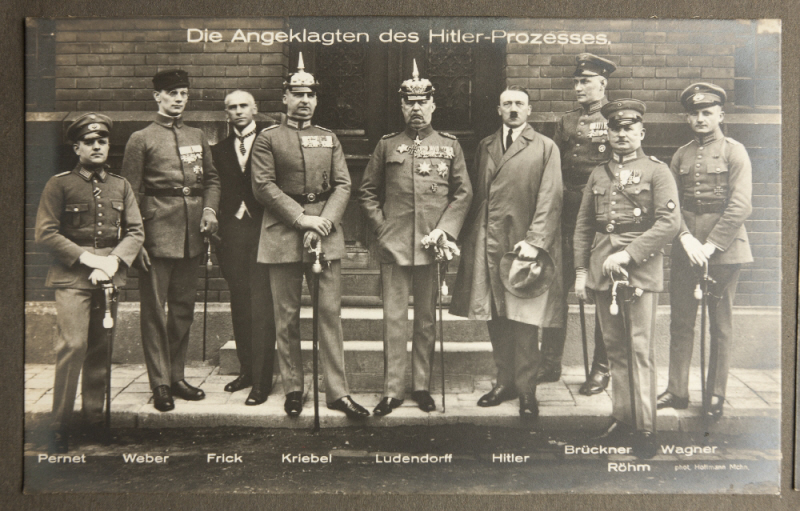 Die Angeklagten des Hitler-Prozesses.
Pernet Weber Frick Kriebel Ludendorff Hitler Brückner Wagner
Röhm phot. Hoffmann Mchn.